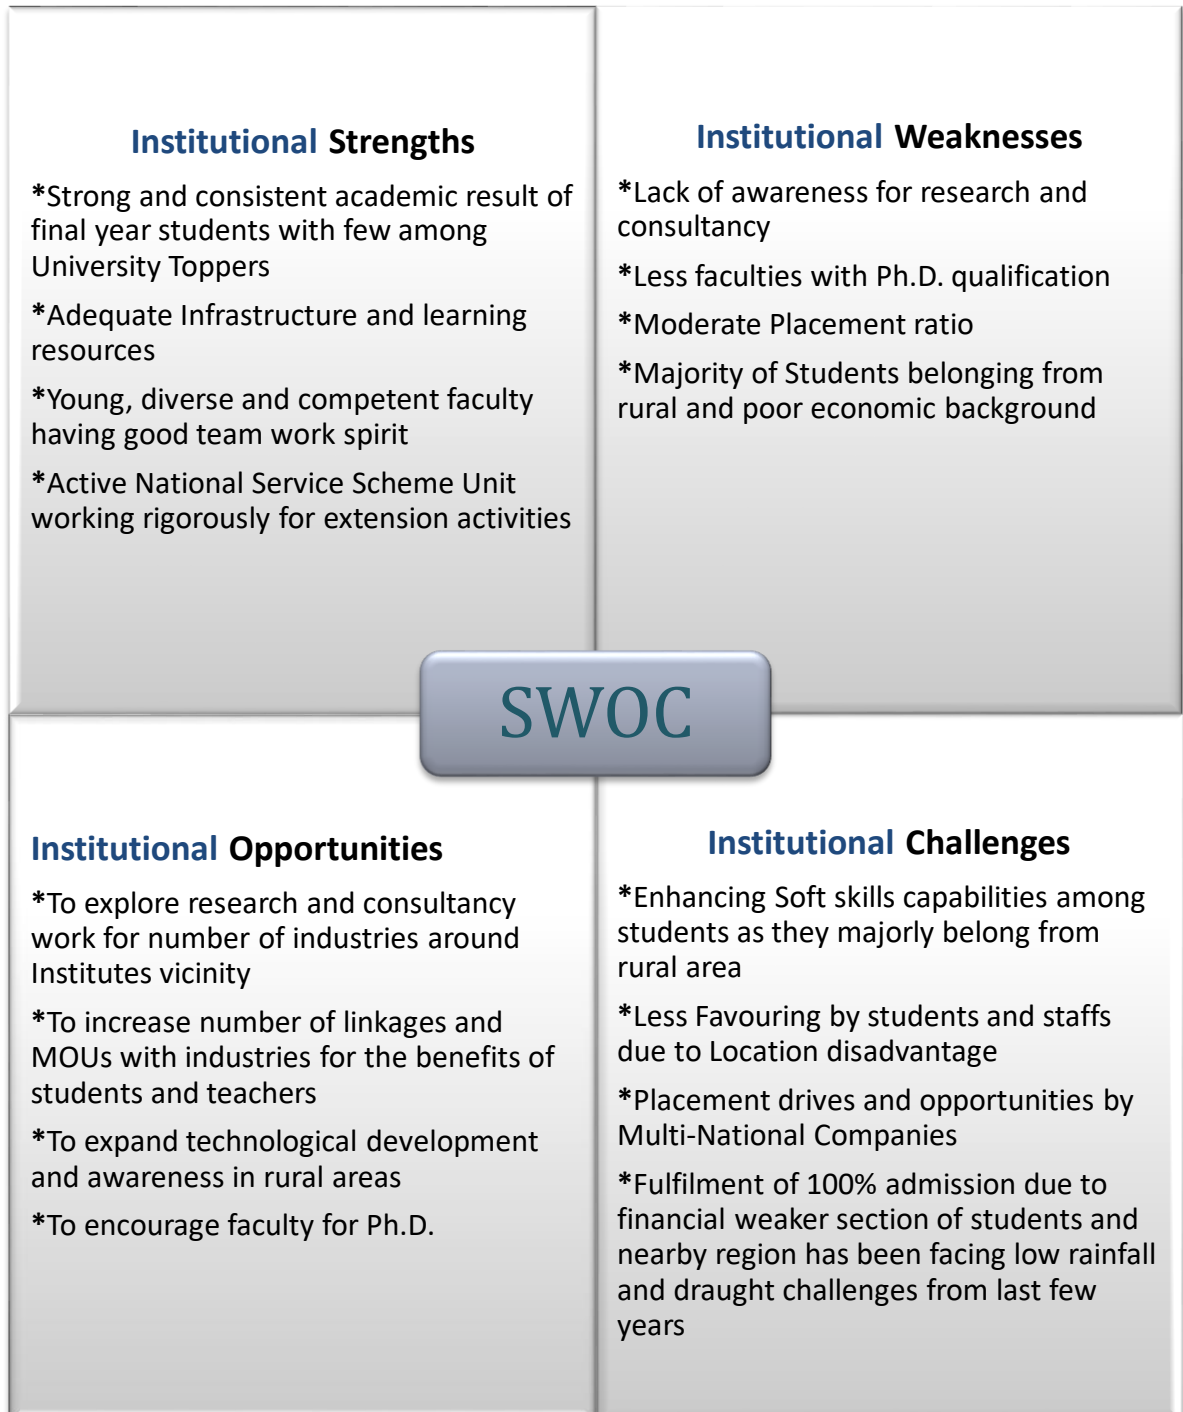 Institutional Strengths
*Strong and consistent academic result of
final year students with few among
University Toppers
*Adequate Infrastructure and learning
resources
*Young, diverse and competent faculty
having good team work spirit
*Active National Service Scheme Unit
working rigorously for extension activities
Institutional Weaknesses
*Lack of awareness for research and
consultancy
*Less faculties with Ph.D. qualification
*Moderate Placement ratio
*Majority of Students belonging from
rural and poor economic background
SWOC
Institutional Opportunities
*To explore research and consultancy
work for number of industries around
Institutes vicinity
*To increase number of linkages and
MOUs with industries for the benefits of
students and teachers
*To expand technological development
and awareness in rural areas
*To encourage faculty for Ph.D.
Institutional Challenges
*Enhancing Soft skills capabilities among
students as they majorly belong from
rural area
*Less Favouring by students and staffs
due to Location disadvantage
*Placement drives and opportunities by
Multi-National Companies
*Fulfilment of 100% admission due to
financial weaker section of students and
nearby region has been facing low rainfall
and draught challenges from last few
years